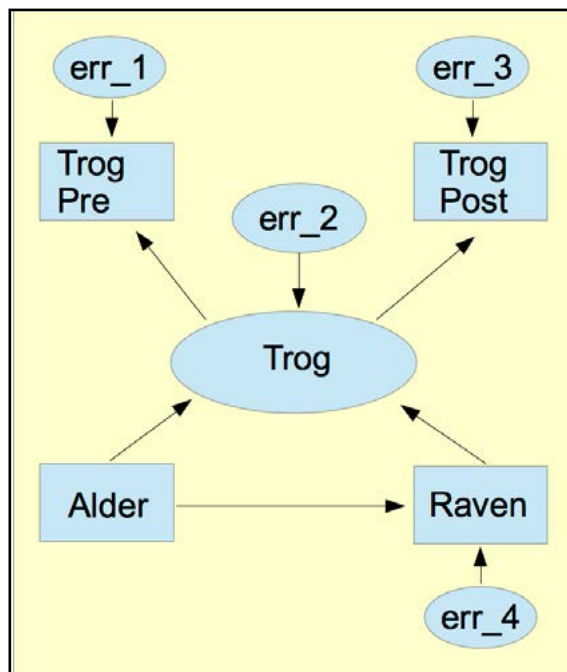 err_1
err_3
Trog
Pre
Trog
Post
err_2
Trog
Alder
Raven
err_4